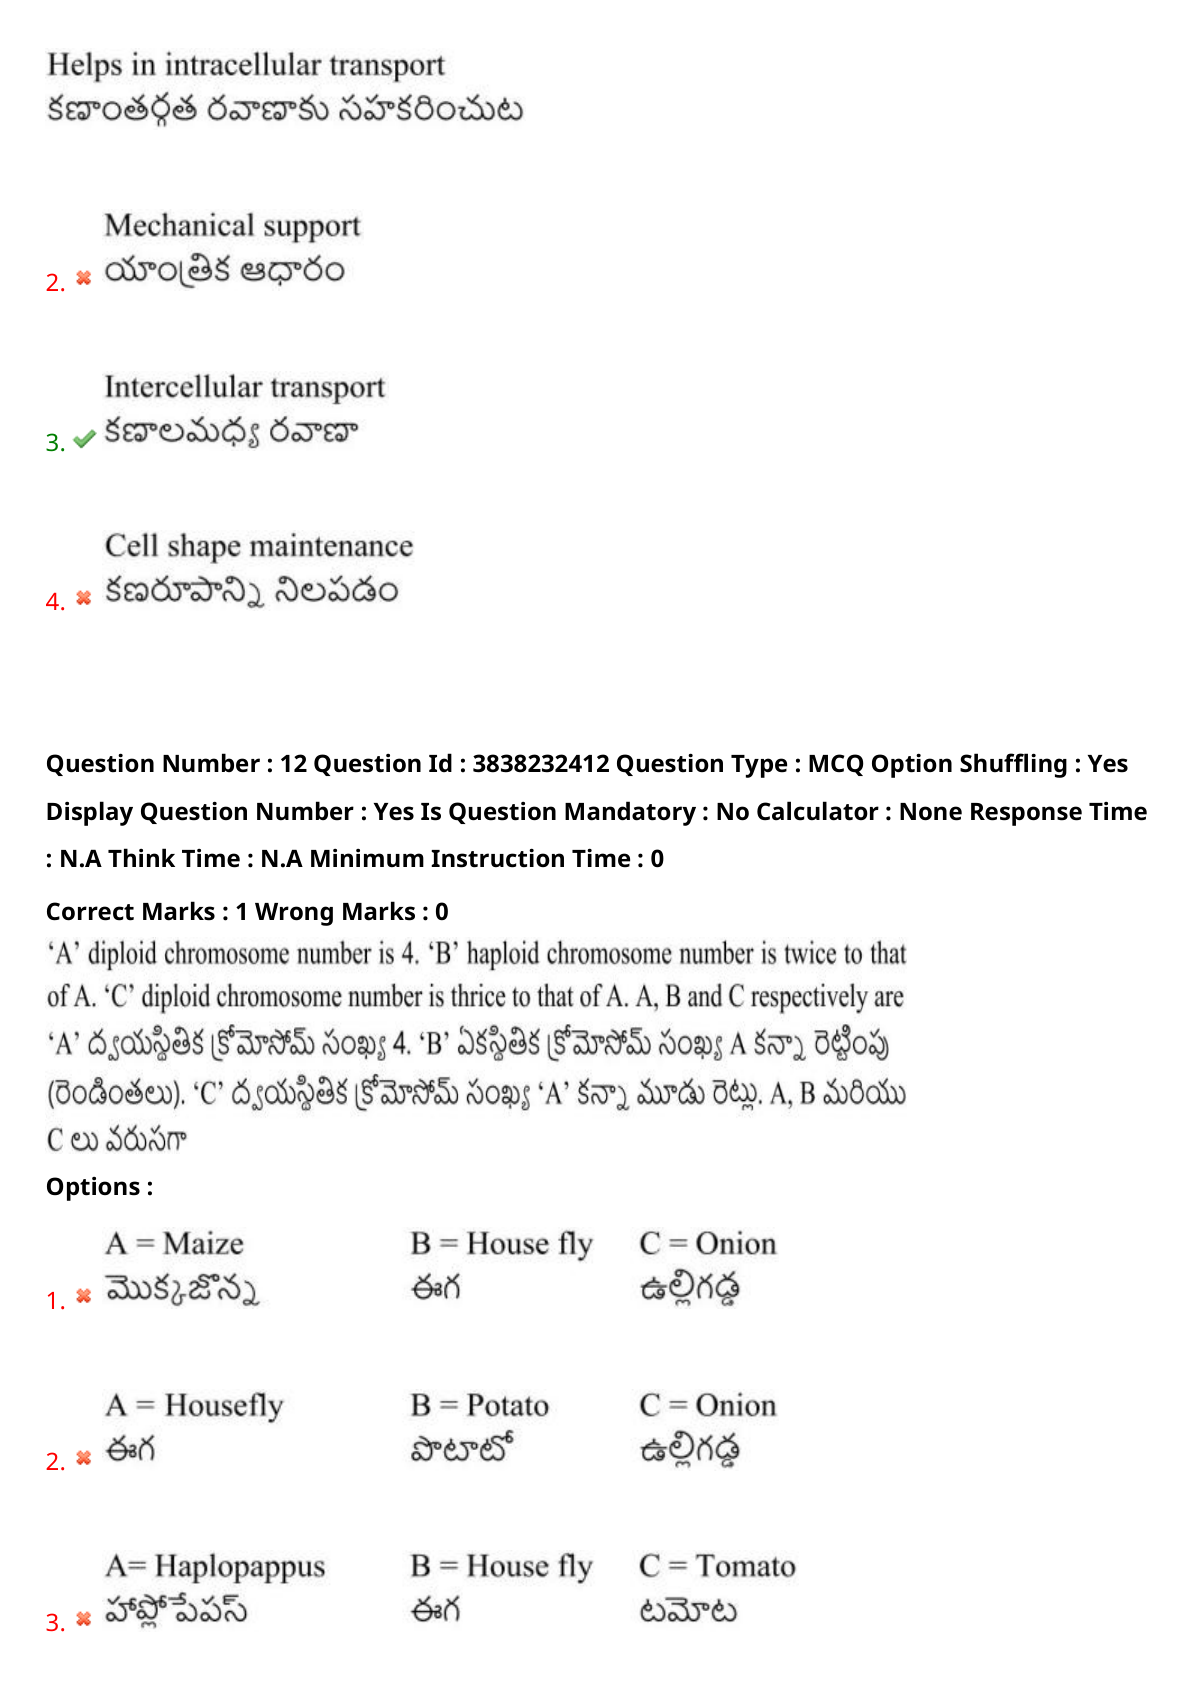 Helps in intracellular transport
కణాంతర్గత రవాణాకు సహకరించుట
Mechanical support
2. యాంత్రిక ఆధారం
Intercellular transport
3. కణాలమధ్య రవాణా
Cell shape maintenance
4. కణరూపాన్ని నిలపడం
Question Number : 12 Question Id : 3838232412 Question Type : MCQ Option Shuffling : Yes
Display Question Number : Yes Is Question Mandatory : No Calculator : None Response Time
: N.A Think Time : N.A Minimum Instruction Time : 0
Correct Marks : 1 Wrong Marks : 0
‘A’ diploid chromosome number is 4. ‘B’ haploid chromosome number is twice to that
of A. ‘C’ diploid chromosome number is thrice to that of A. A, B and C respectively are
‘A’ ద్వయస్థితిక క్రోమోసోమ్ సంఖ్య 4. ‘B’ ఏకస్థితిక క్రోమోసోమ్ సంఖ్య A కన్నా రెట్టింపు
(రెండింతలు). ‘C’ ద్వయస్థితిక క్రోమోసోమ్ సంఖ్య ‘A’ కన్నా మూడు రెట్లు. A, B మరియు
C లు వరుసగా
Options :
A = Maize B = House fly C = Onion
1. మొక్కజొన్న ఈగ ఉల్లిగడ్డ
A = Housefly B = Potato C = Onion
2. ఈగ పొటాటో ఉల్లిగడ్డ
A= Haplopappus B = House fly C = Tomato
3. హాప్లోపేపస్ ఈగ టమోట